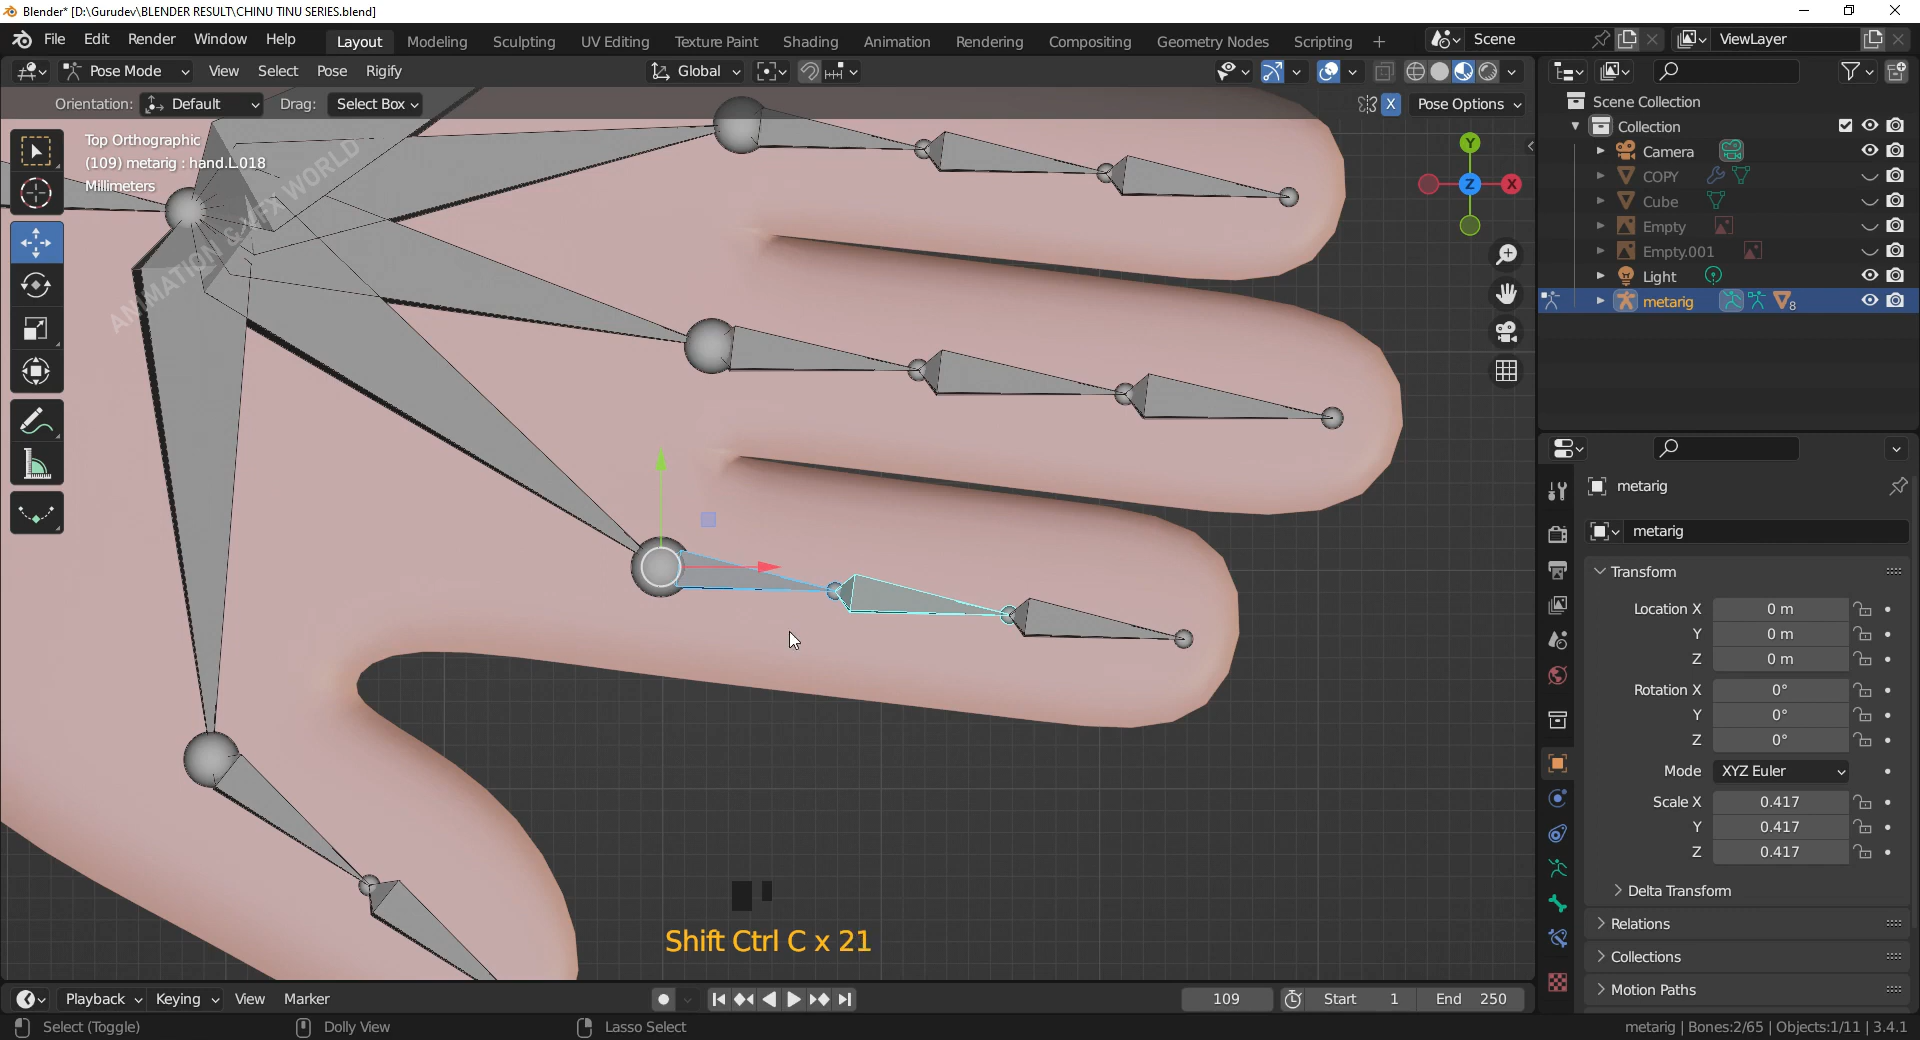 Blender* [D:\Gurudev\BLENDER RESULT\CHINU TINU SERIES.blend]
File Edit Render Window Help Layout Modeling Sculpting UV Editing Texture Paint Shading Animation Rendering Compositing Geometry Nodes Scripting + Scene ViewLayer
Pose Mode View Select Pose Rigify Global
Orientation: Default Drag: Select Box X Pose Options
Scene Collection
Collection
Camera
COPY
Cube
Empty
Empty.001
Light
metarig 8
Top Orthographic
(109) metarig : hand.L.018
Millimeters
ANIMATION & VFX WORLD
Y
Z X
metarig
metarig
Transform
Location X 0 m
Y 0 m
Z 0 m
Rotation X 0°
Y 0°
Z 0°
Mode XYZ Euler
Scale X 0.417
Y 0.417
Z 0.417
Delta Transform
Relations
Collections
Motion Paths
Shift Ctrl C x 21
Playback Keying View Marker 109 Start 1 End 250
Select (Toggle) Dolly View Lasso Select metarig | Bones:2/65 | Objects:1/11 | 3.4.1